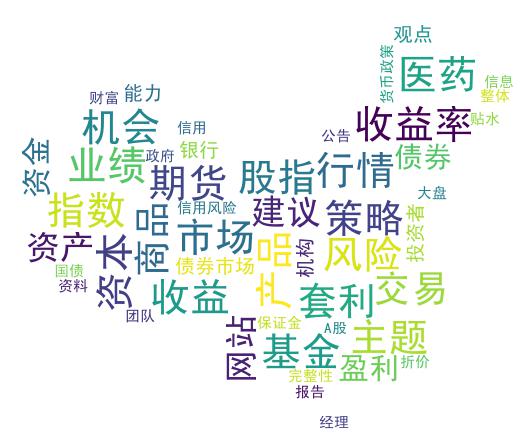 观点
医药
货币政策
信息
整体
贴水
财富
能力
机会
信用
公告
收益率
资金
业绩
政府
银行
期货
股指
行情
债券
大盘
指数
商品
信用风险
建议
策略
投资者
资产
资本
市场
产品
机构
风险
国债
资料
债券市场
收益
套利
交易
团队
网站
保证金
A股
主题
基金
盈利
折价
完整性
报告
经理